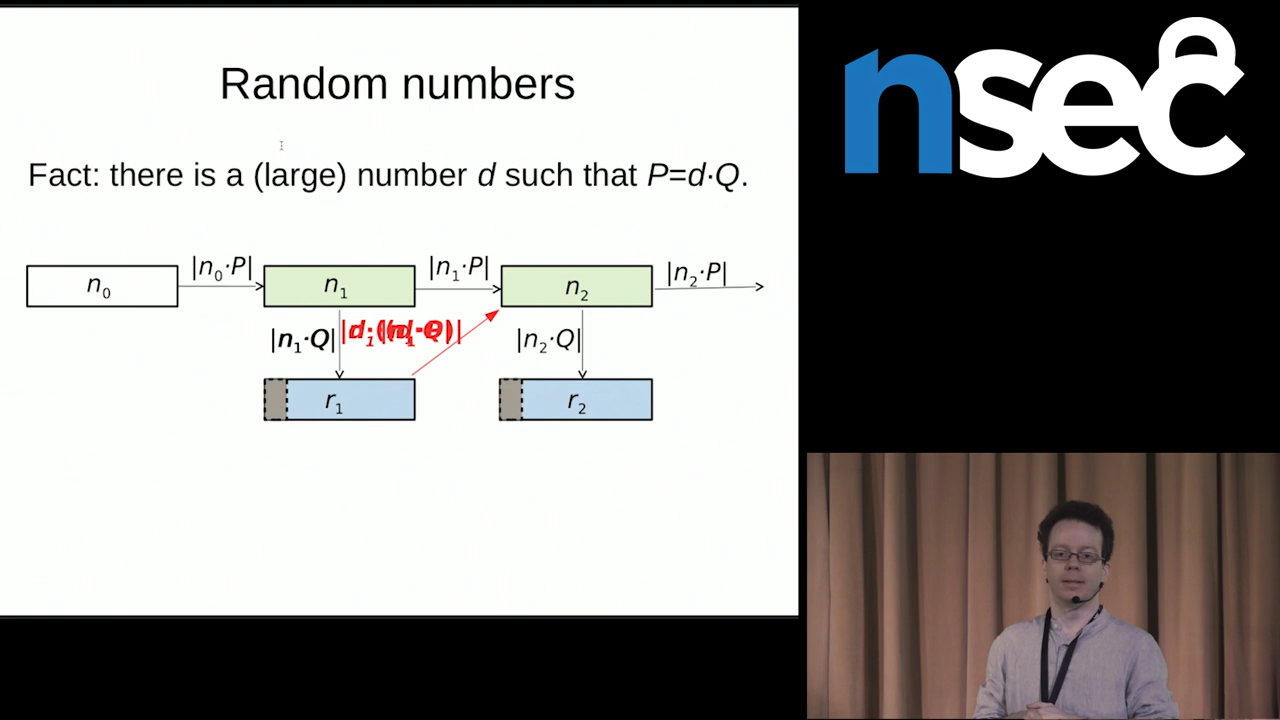 nsec
Random numbers
Fact: there is a (large) number d such that P=d·Q.
|n₀·P| |n₁·P| |n₂·P|
n₀ n₁ n₂
|n₁·Q| |n₂·Q|
r₁ r₂